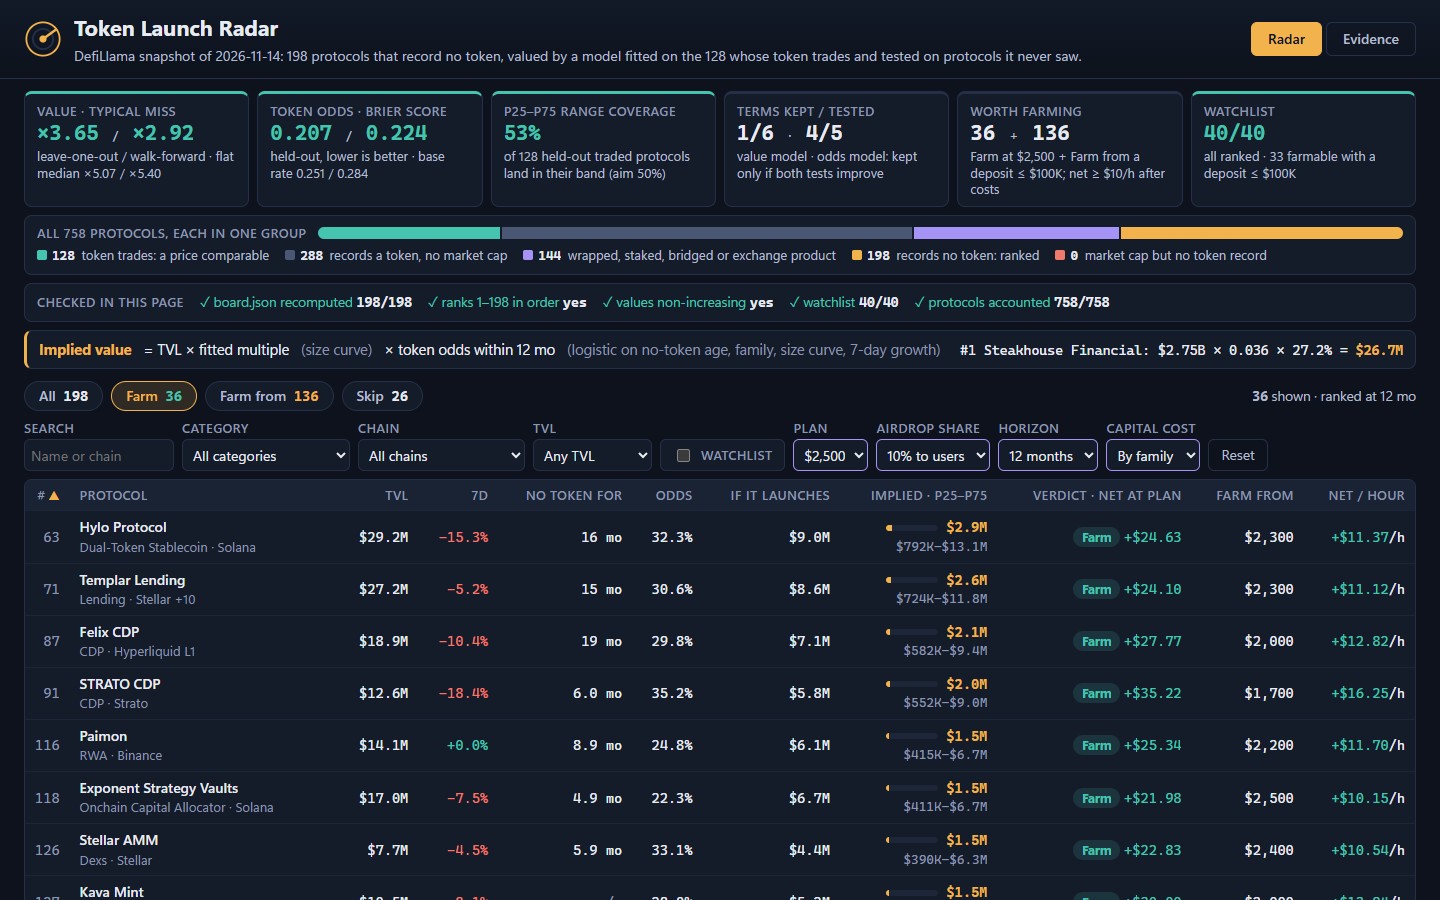 Token Launch Radar
DefiLlama snapshot of 2026-11-14: 198 protocols that record no token, valued by a model fitted on the 128 whose token trades and tested on protocols it never saw.
Radar
Evidence
VALUE · TYPICAL MISS
×3.65 / ×2.92
leave-one-out / walk-forward · flat
median ×5.07 / ×5.40
TOKEN ODDS · BRIER SCORE
0.207 / 0.224
held-out, lower is better · base
rate 0.251 / 0.284
P25–P75 RANGE COVERAGE
53%
of 128 held-out traded protocols
land in their band (aim 50%)
TERMS KEPT / TESTED
1/6 · 4/5
value model · odds model: kept
only if both tests improve
WORTH FARMING
36 + 136
Farm at $2,500 + Farm from a
deposit ≤ $100K; net ≥ $10/h after
costs
WATCHLIST
40/40
all ranked · 33 farmable with a
deposit ≤ $100K
ALL 758 PROTOCOLS, EACH IN ONE GROUP
128 token trades: a price comparable
288 records a token, no market cap
144 wrapped, staked, bridged or exchange product
198 records no token: ranked
0 market cap but no token record
CHECKED IN THIS PAGE ✓ board.json recomputed 198/198 ✓ ranks 1–198 in order yes ✓ values non-increasing yes ✓ watchlist 40/40 ✓ protocols accounted 758/758
Implied value = TVL × fitted multiple (size curve) × token odds within 12 mo (logistic on no-token age, family, size curve, 7-day growth) #1 Steakhouse Financial: $2.75B × 0.036 × 27.2% = $26.7M
All 198
Farm 36
Farm from 136
Skip 26
36 shown · ranked at 12 mo
SEARCH CATEGORY CHAIN TVL PLAN AIRDROP SHARE HORIZON CAPITAL COST
Name or chain All categories All chains Any TVL WATCHLIST $2,500 10% to users 12 months By family Reset
# ▲ PROTOCOL TVL 7D NO TOKEN FOR ODDS IF IT LAUNCHES IMPLIED · P25–P75 VERDICT · NET AT PLAN FARM FROM NET / HOUR
63 Hylo Protocol $29.2M −15.3% 16 mo 32.3% $9.0M $2.9M Farm +$24.63 $2,300 +$11.37/h
Dual-Token Stablecoin · Solana $792K–$13.1M
71 Templar Lending $27.2M −5.2% 15 mo 30.6% $8.6M $2.6M Farm +$24.10 $2,300 +$11.12/h
Lending · Stellar +10 $724K–$11.8M
87 Felix CDP $18.9M −10.4% 19 mo 29.8% $7.1M $2.1M Farm +$27.77 $2,000 +$12.82/h
CDP · Hyperliquid L1 $582K–$9.4M
91 STRATO CDP $12.6M −18.4% 6.0 mo 35.2% $5.8M $2.0M Farm +$35.22 $1,700 +$16.25/h
CDP · Strato $552K–$9.0M
116 Paimon $14.1M +0.0% 8.9 mo 24.8% $6.1M $1.5M Farm +$25.34 $2,200 +$11.70/h
RWA · Binance $415K–$6.7M
118 Exponent Strategy Vaults $17.0M −7.5% 4.9 mo 22.3% $6.7M $1.5M Farm +$21.98 $2,500 +$10.15/h
Onchain Capital Allocator · Solana $411K–$6.7M
126 Stellar AMM $7.7M −4.5% 5.9 mo 33.1% $4.4M $1.5M Farm +$22.83 $2,400 +$10.54/h
Dexs · Stellar $390K–$6.3M
Kava Mint $1.5M